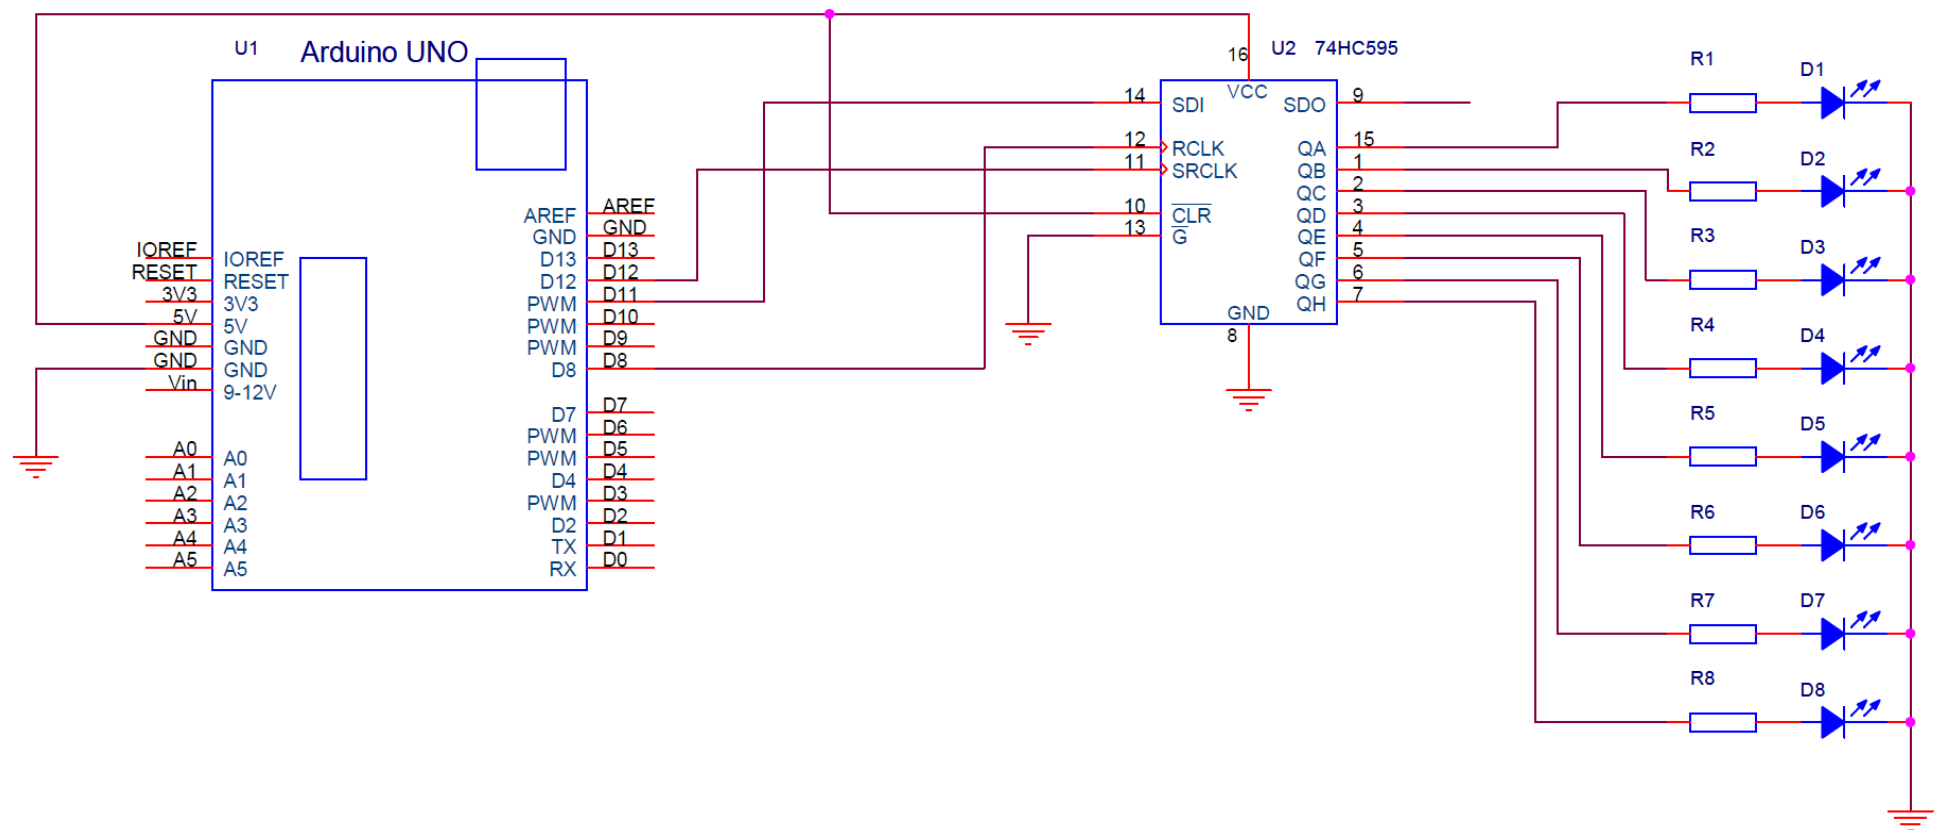 U1 Arduino UNO
IOREF IOREF
RESET RESET
3V3 3V3
5V 5V
GND GND
GND GND
Vin 9-12V
A0 A0
A1 A1
A2 A2
A3 A3
A4 A4
A5 A5
AREF AREF
GND GND
D13 D13
D12 D12
PWM D11
PWM D10
PWM D9
D8 D8
D7 D7
PWM D6
PWM D5
D4 D4
PWM D3
D2 D2
TX D1
RX D0
U2 74HC595
16
VCC
14 SDI
12 RCLK
11 SRCLK
10 CLR
13 G
GND
8
SDO 9
QA 15
QB 1
QC 2
QD 3
QE 4
QF 5
QG 6
QH 7
R1 D1
R2 D2
R3 D3
R4 D4
R5 D5
R6 D6
R7 D7
R8 D8